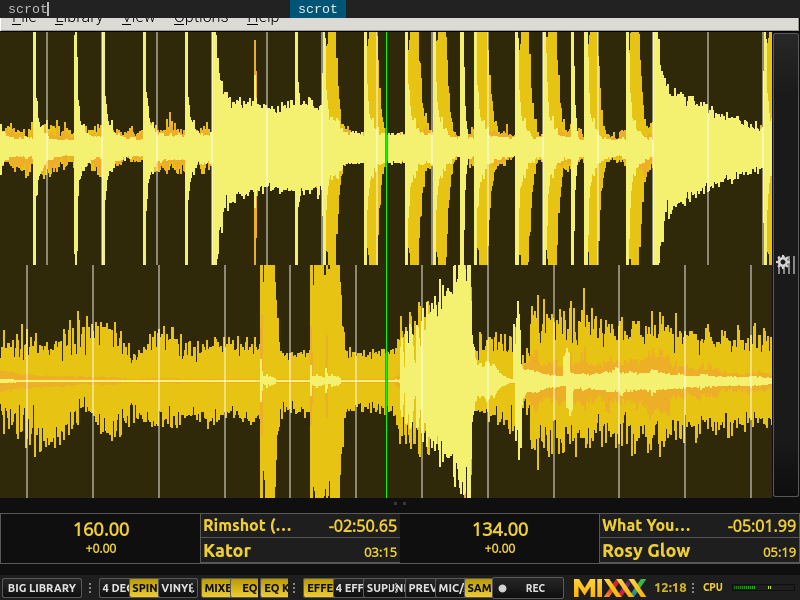 scrot scrot
File Library View Options Help
160.00 Rimshot (... -02:50.65 134.00 What You... -05:01.99
+0.00 Kator 03:15 +0.00 Rosy Glow 05:19
BIG LIBRARY 4 DEC SPIN VINYL MIXE EQ EQ K EFFE 4 EFF SUPU PREV MIC/ SAM REC MIXXX 12:18 CPU